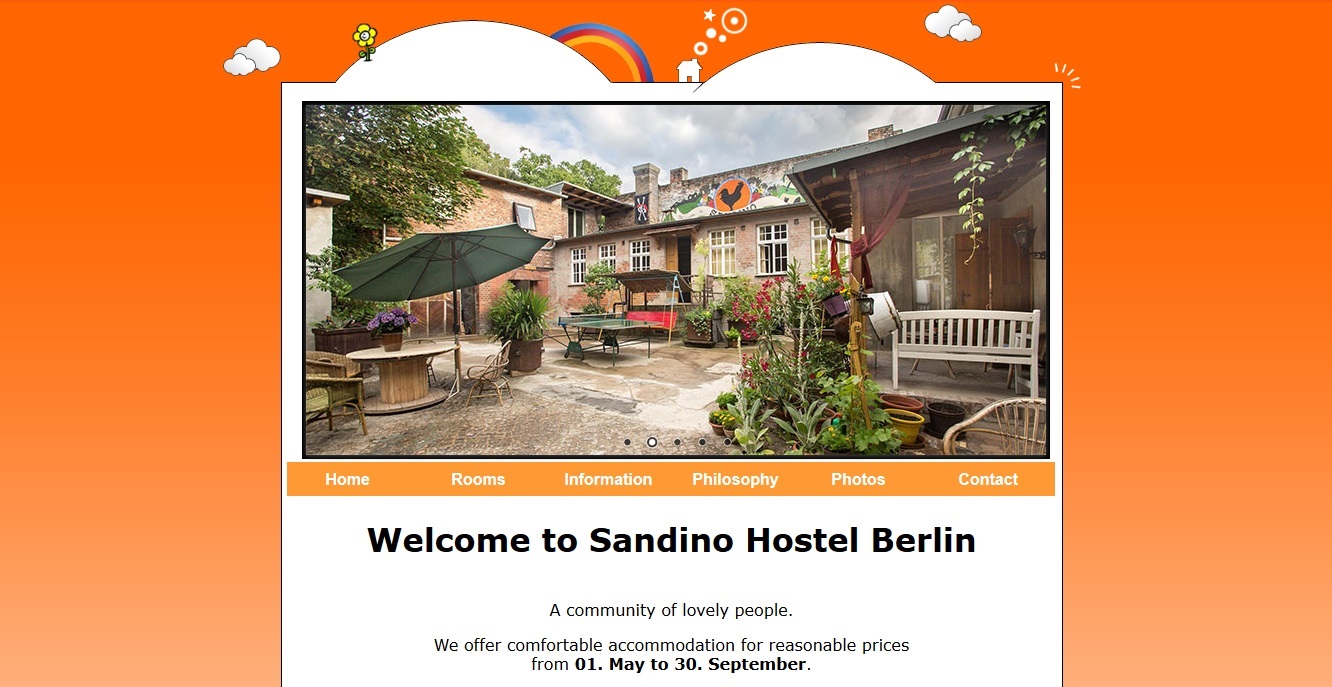 SANDINO
Home Rooms Information Philosophy Photos Contact
Welcome to Sandino Hostel Berlin
A community of lovely people.
We offer comfortable accommodation for reasonable prices
from 01. May to 30. September.